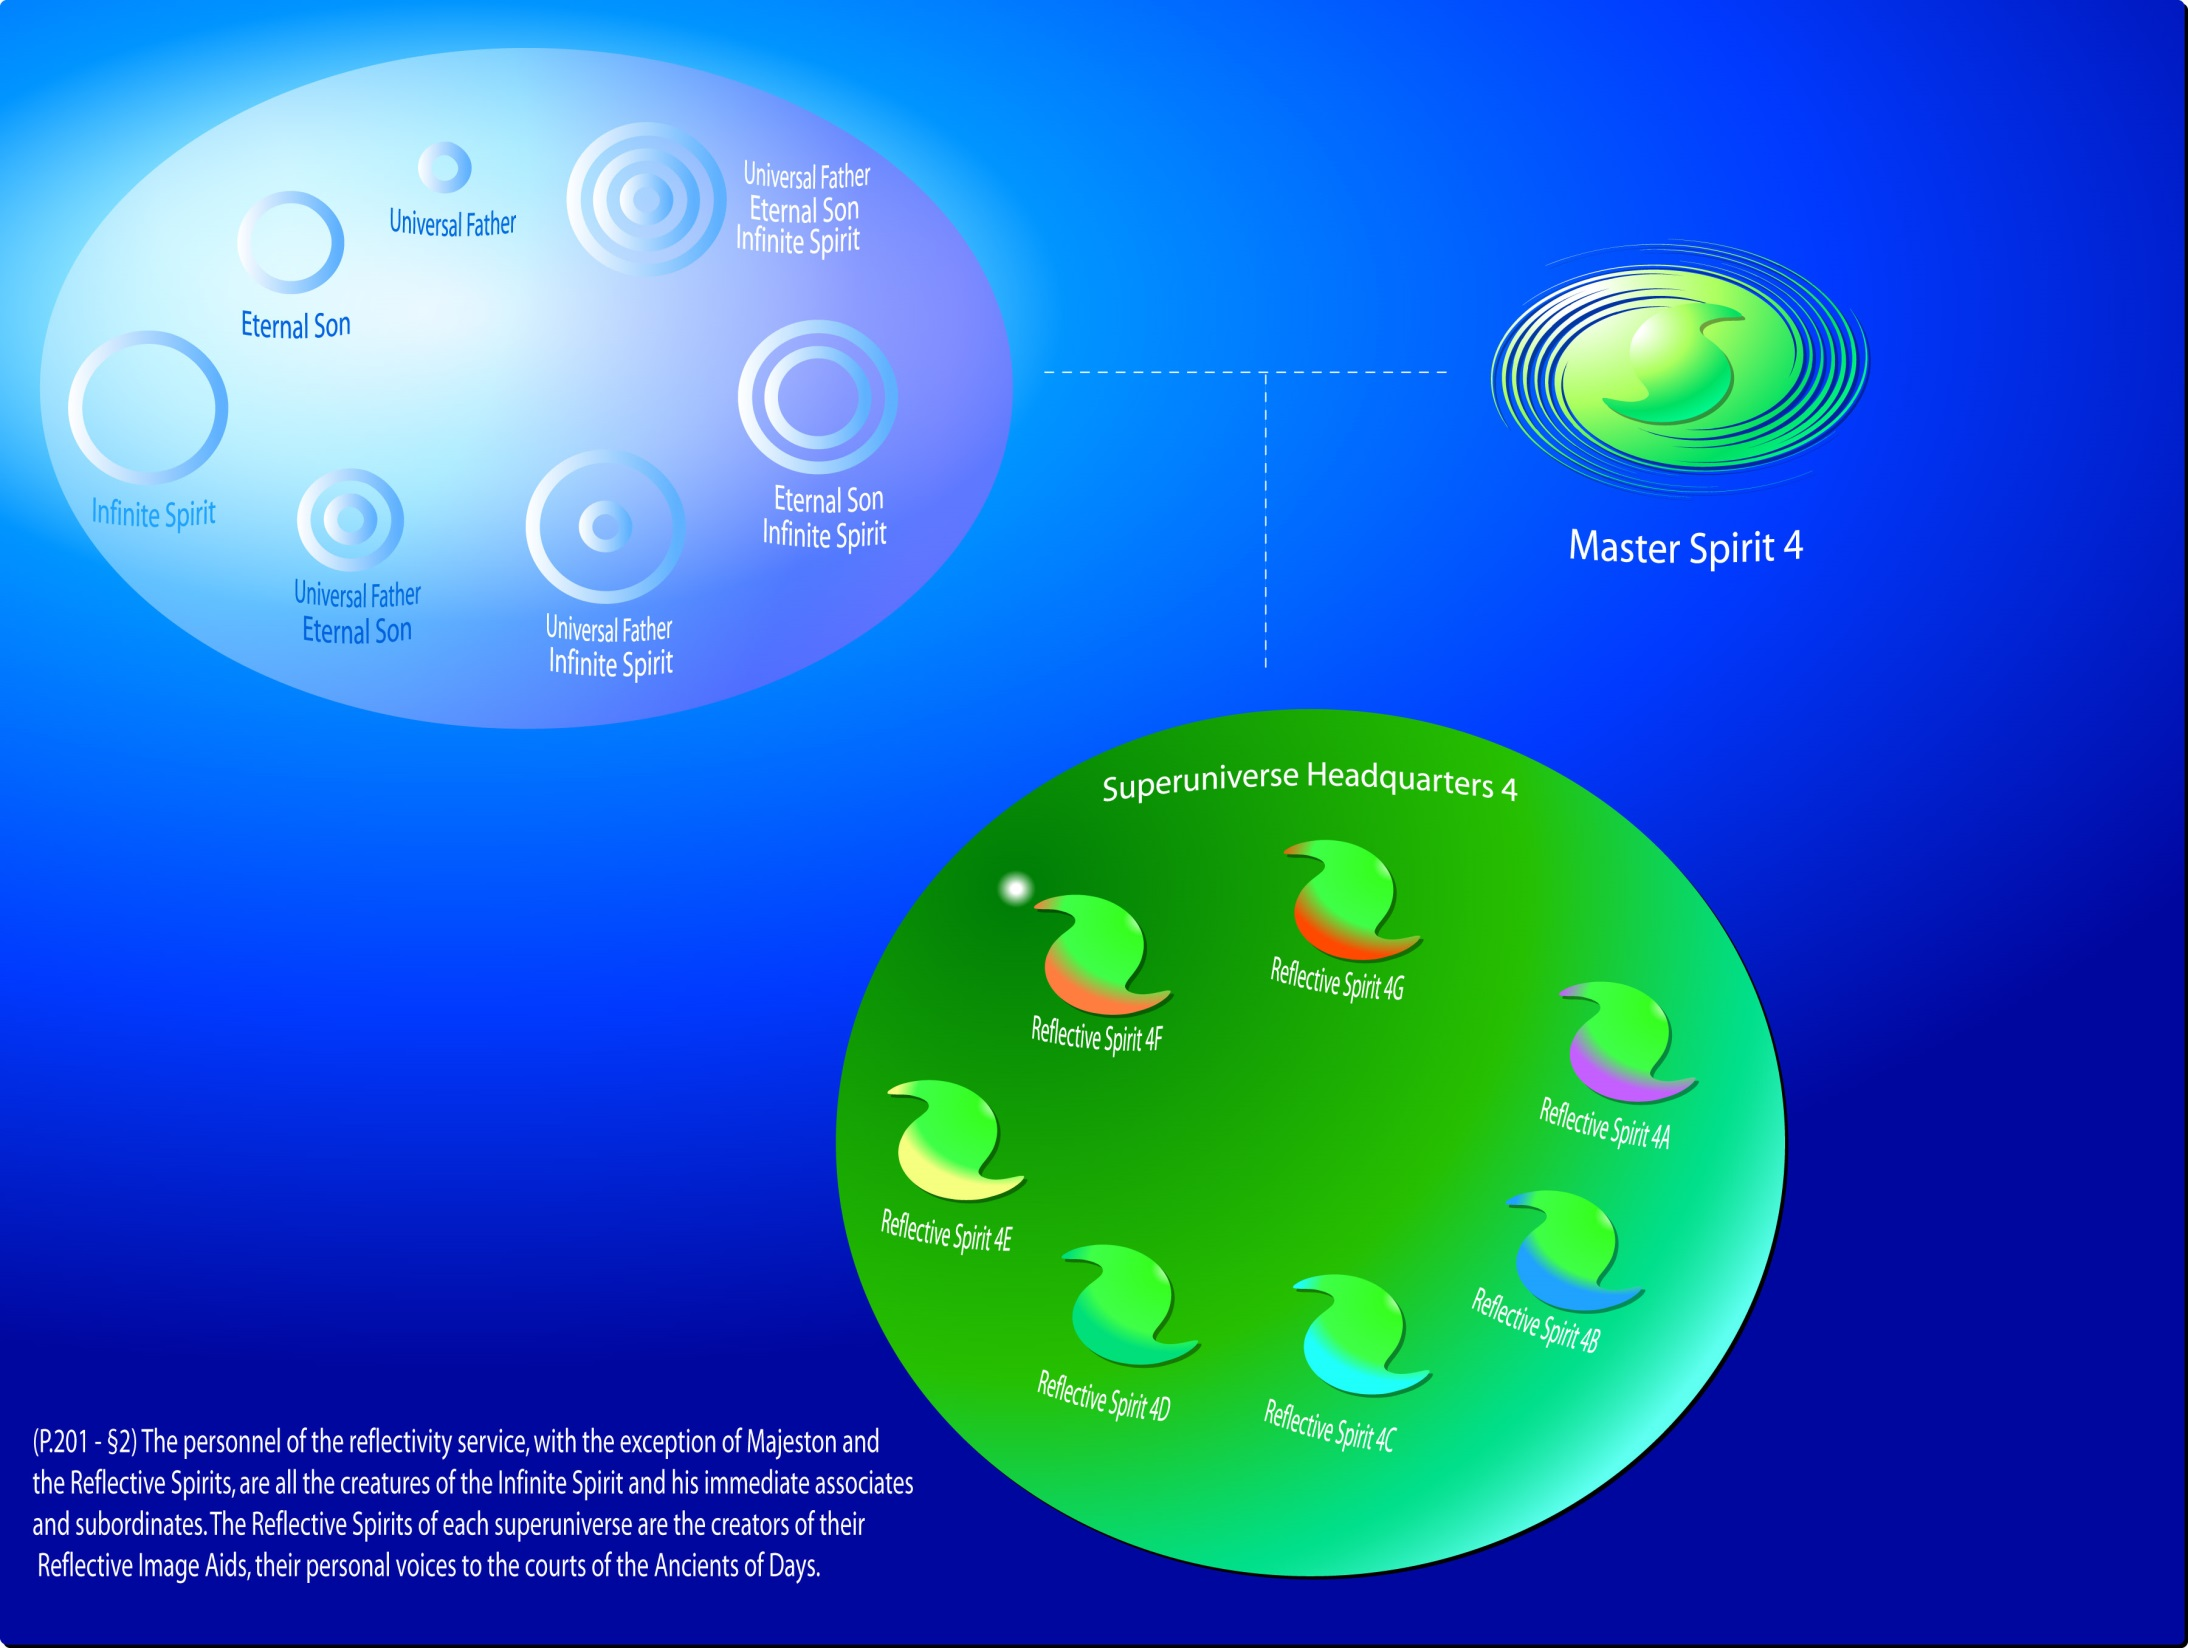 Universal Father
Eternal Son
Infinite Spirit
Universal Father
Eternal Son
Infinite Spirit
Universal Father
Eternal Son
Universal Father
Infinite Spirit
Eternal Son
Infinite Spirit
Master Spirit 4
Superuniverse Headquarters 4
Reflective Spirit 4G
Reflective Spirit 4F
Reflective Spirit 4A
Reflective Spirit 4E
Reflective Spirit 4B
Reflective Spirit 4D
Reflective Spirit 4C
(P.201 - §2) The personnel of the reflectivity service, with the exception of Majeston and
the Reflective Spirits, are all the creatures of the Infinite Spirit and his immediate associates
and subordinates. The Reflective Spirits of each superuniverse are the creators of their
Reflective Image Aids, their personal voices to the courts of the Ancients of Days.